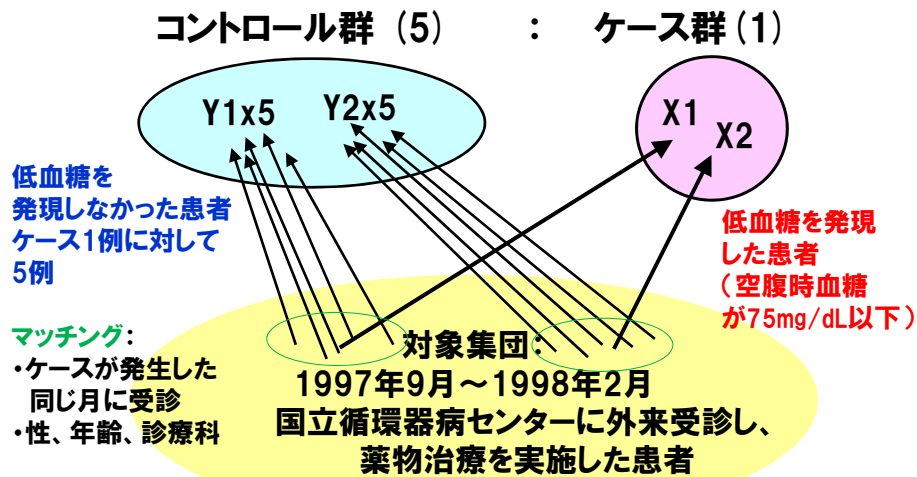 コントロール群（5） ： ケース群（1）
Y1x5 Y2x5
X1
X2
低血糖を
発現しなかった患者
ケース1例に対して
5例
低血糖を発現
した患者
（空腹時血糖
が75mg/dL以下）
マッチング：
・ケースが発生した
同じ月に受診
・性、年齢、診療科
対象集団：
1997年9月～1998年2月
国立循環器病センターに外来受診し、
薬物治療を実施した患者